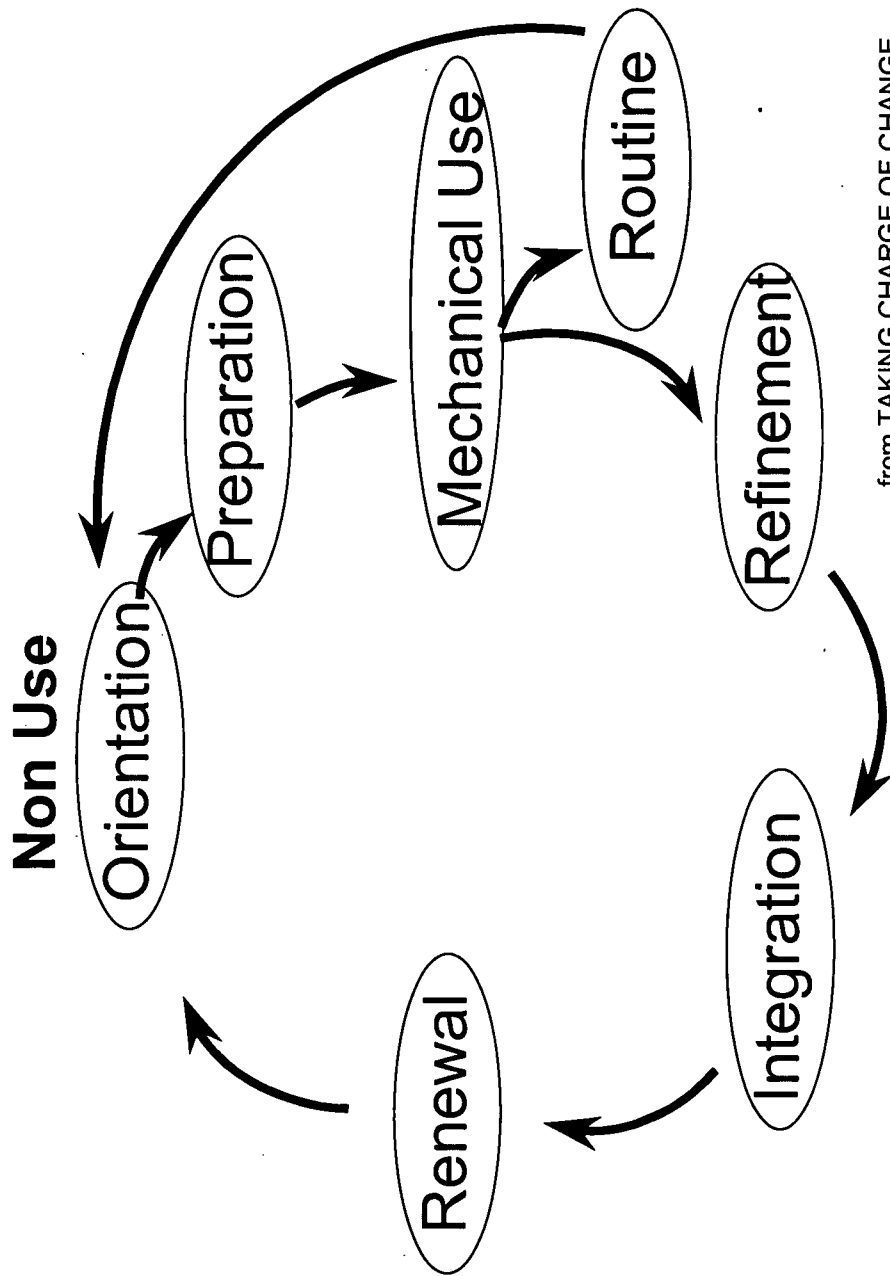 Non Use
Orientation
Preparation
Mechanical Use
Routine
Refinement
Integration
Renewal
from TAKING CHARGE OF CHANGE